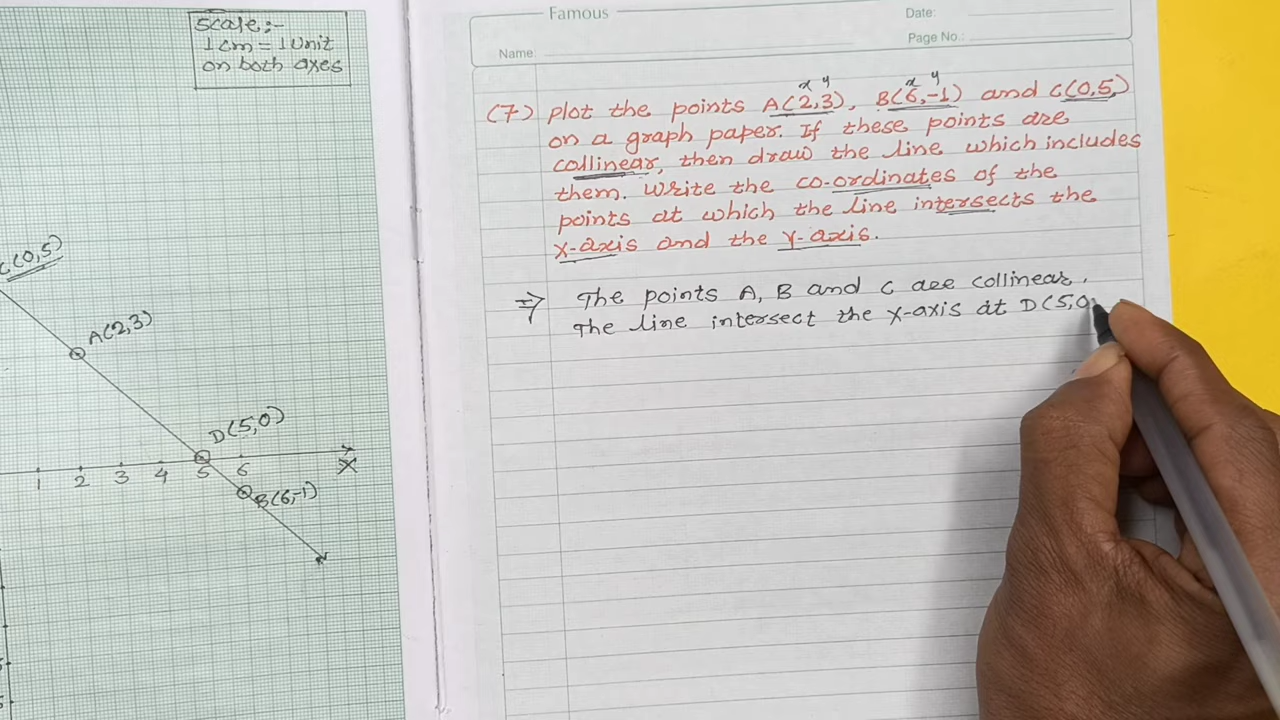 Scale:-
1 cm = 1 unit
on both axes
C(0,5)
A(2,3)
D(5,0)
1 2 3 4 5 6 X
B(6,-1)
Famous
Date:
Page No.:
Name:
x y x y
(7) Plot the points A(2,3), B(6,-1) and C(0,5)
on a graph paper. If these points are
collinear, then draw the line which includes
them. Write the co-ordinates of the
points at which the line intersects the
X-axis and the Y-axis.
⇒ The points A, B and C are collinear.
The line intersect the X-axis at D(5,0